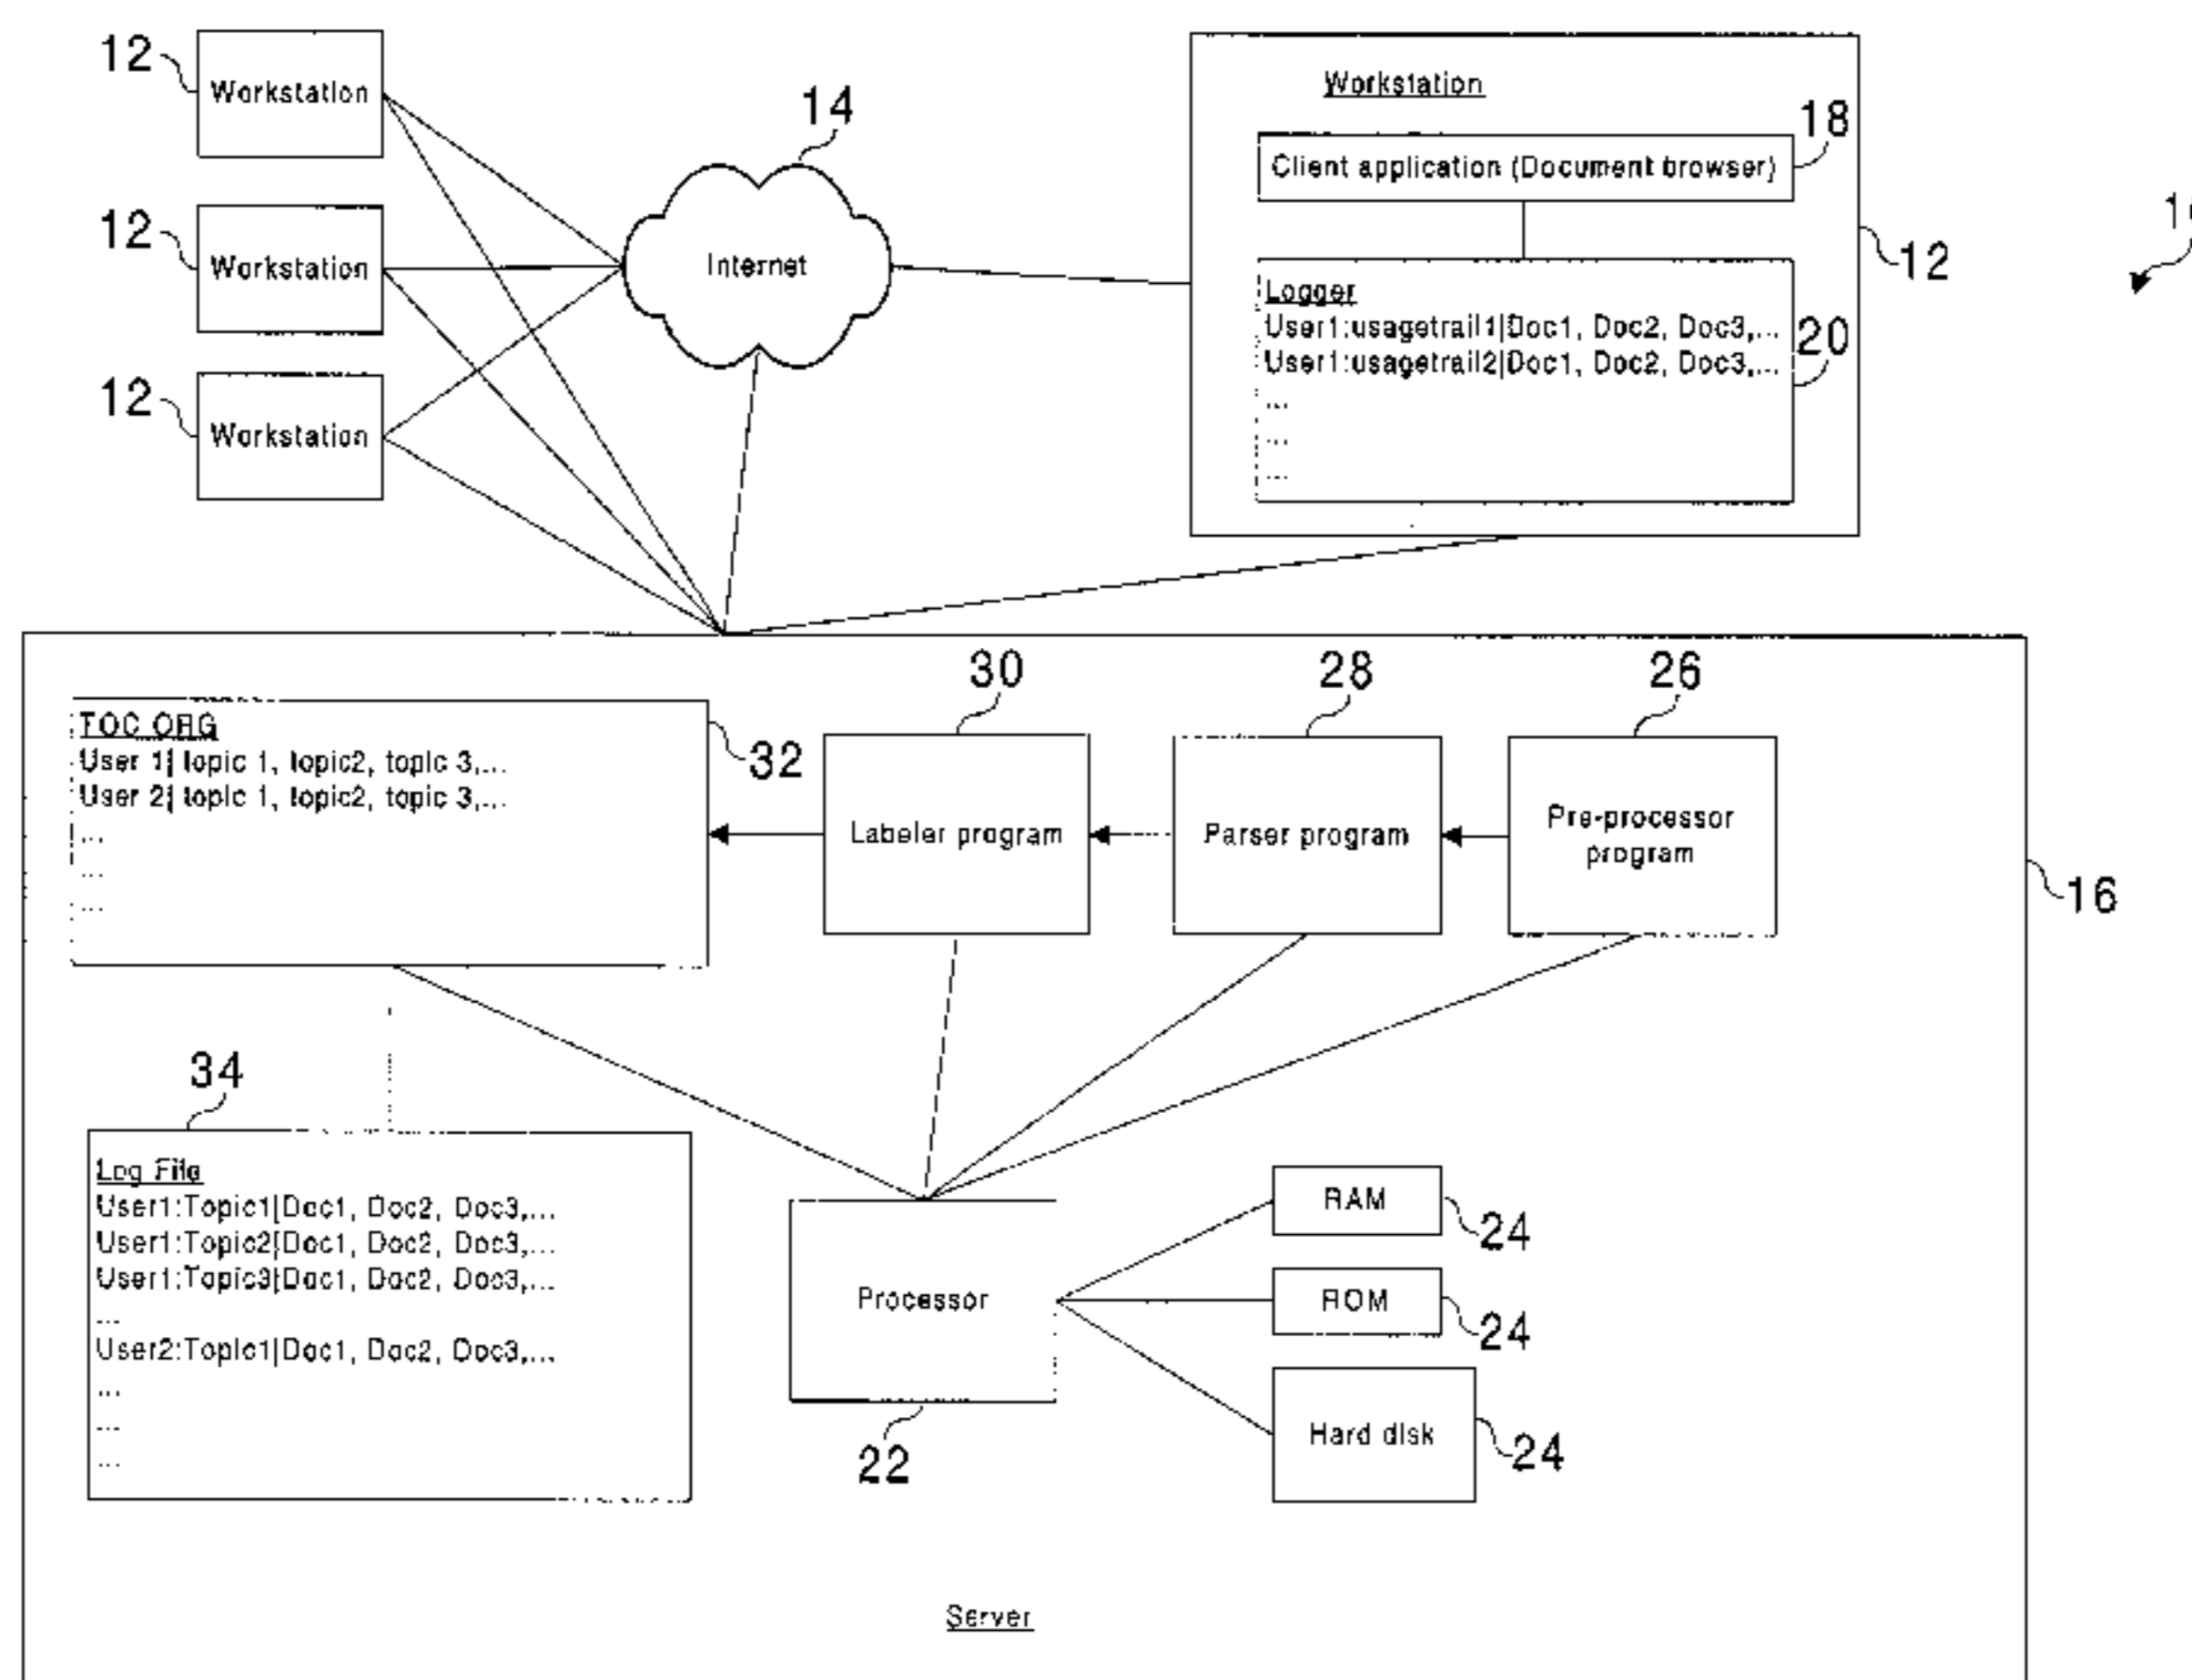 12
Workstation
12
Workstation
12
Workstation
14
Internet
Workstation
18
Client application (Document browser)
12
Logger
User1:usagetrail1|Doc1, Doc2, Doc3,...
User1:usagetrail2|Doc1, Doc2, Doc3,...
...
...
...
20
TOC ORG
User 1| topic 1, topic2, topic 3,...
User 2| topic 1, topic2, topic 3,...
...
...
...
32
30
Labeler program
28
Parser program
26
Pre-processor
program
16
34
Log File
User1:Topic1|Doc1, Doc2, Doc3,...
User1:Topic2|Doc1, Doc2, Doc3,...
User1:Topic3|Doc1, Doc2, Doc3,...
...
User2:Topic1|Doc1, Doc2, Doc3,...
...
...
...
Processor
22
RAM
24
ROM
24
Hard disk
24
Server